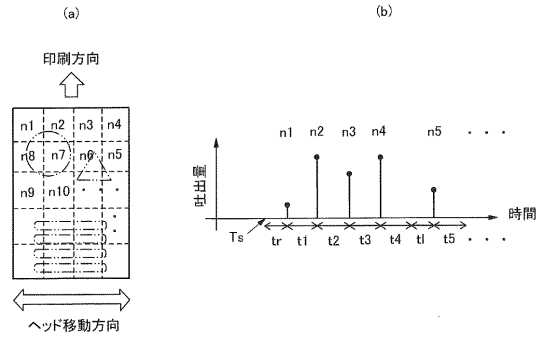 (a)
印刷方向
n1 n2 n3 n4
n8 n7 n6 n5
n9 n10 ・ ・
・
・
ヘッド移動方向
(b)
n1 n2 n3 n4 n5 ・ ・ ・
吐出量
時間
Ts
tr t1 t2 t3 t4 tl t5 ・ ・ ・